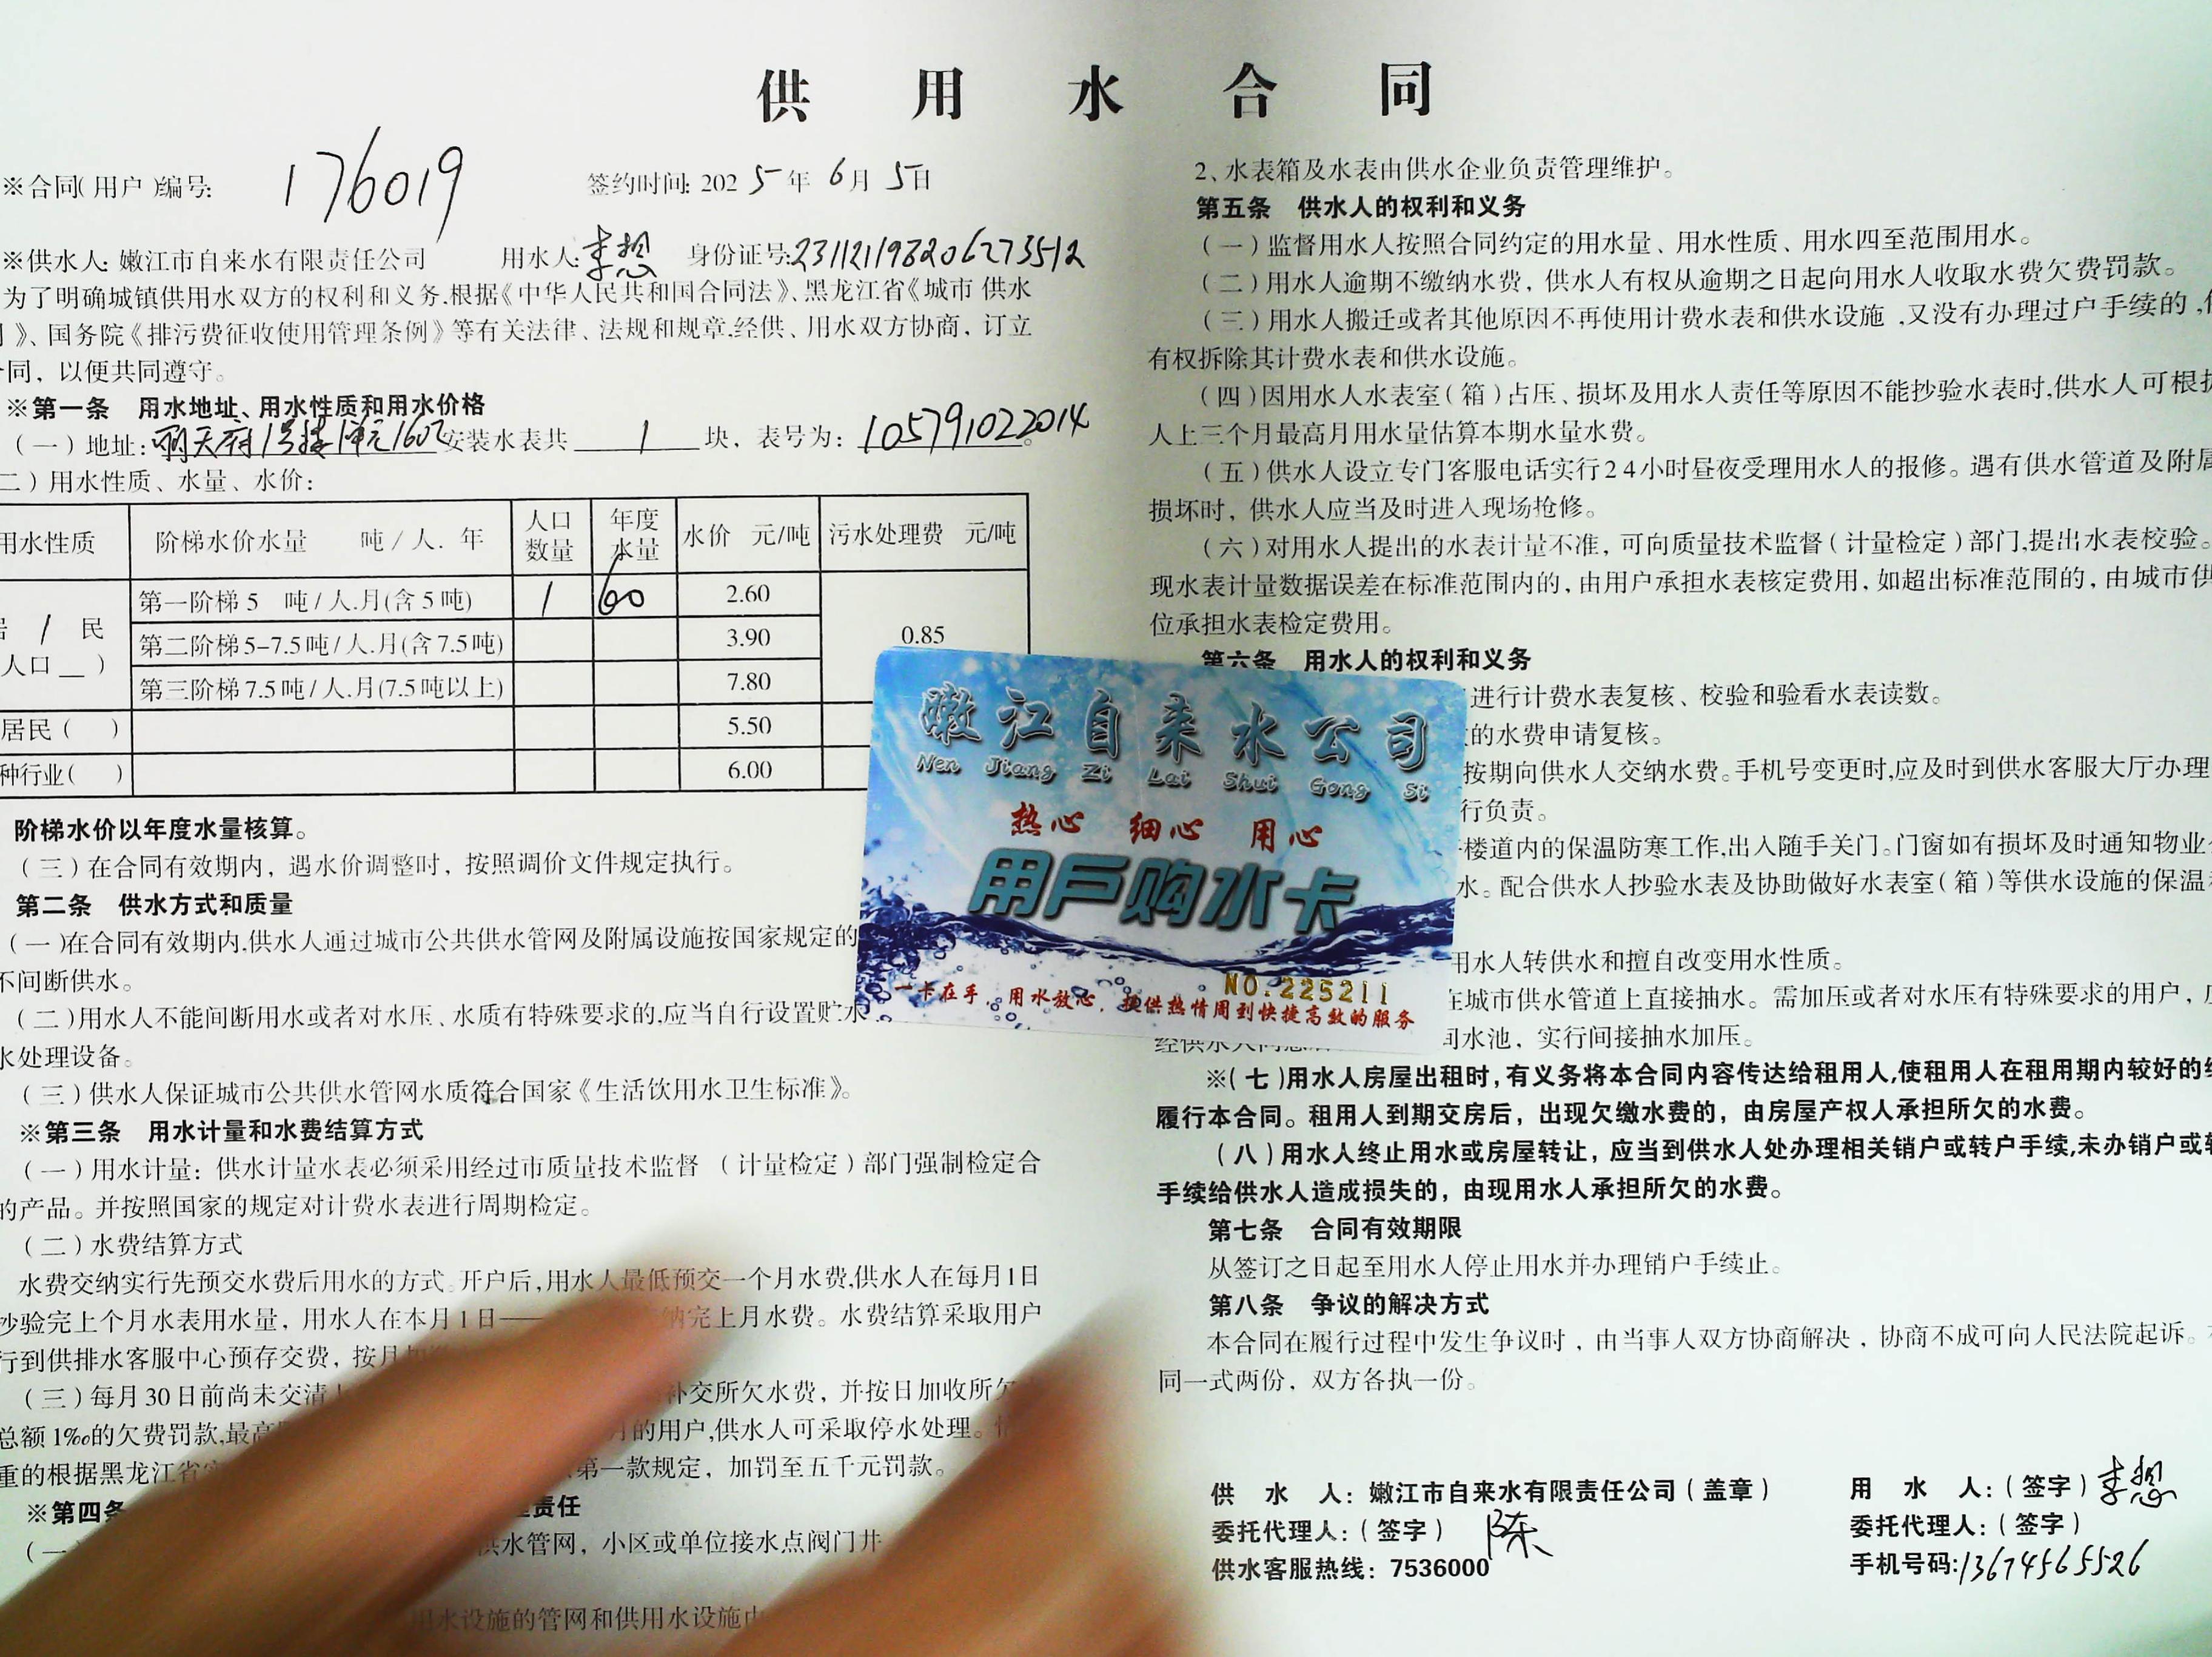 供用水合同
※合同(用户)编号: 176019 签约时间: 2025年6月5日
※供水人: 嫩江市自来水有限责任公司 用水人: 李想 身份证号:
为了明确城镇供用水双方的权利和义务,根据《中华人民共和国合同法》、黑龙江省《城市 供水
》、国务院《排污费征收使用管理条例》等有关法律、法规和规章,经供、用水双方协商，订立
同，以便共同遵守。
※第一条 用水地址、用水性质和用水价格
(一)地址: 明天府1号楼1单元1602 安装水表共 1 块，表号为: 105791022014。
二)用水性质、水量、水价:
用水性质 阶梯水价水量 吨/人.年 人口数量 年度水量 水价 元/吨 污水处理费 元/吨
民 人口__) 第一阶梯5 吨/人.月(含5吨) 1 60 2.60 0.85
第二阶梯5-7.5吨/人.月(含7.5吨) 3.90
第三阶梯7.5吨/人.月(7.5吨以上) 7.80
居民( ) 5.50
种行业( ) 6.00
阶梯水价以年度水量核算。
(三)在合同有效期内，遇水价调整时，按照调价文件规定执行。
第二条 供水方式和质量
(一)在合同有效期内,供水人通过城市公共供水管网及附属设施按国家规定的
不间断供水。
(二)用水人不能间断用水或者对水压、水质有特殊要求的,应当自行设置贮水
水处理设备。
(三)供水人保证城市公共供水管网水质符合国家《生活饮用水卫生标准》。
※第三条 用水计量和水费结算方式
(一)用水计量：供水计量水表必须采用经过市质量技术监督 (计量检定)部门强制检定合
的产品。并按照国家的规定对计费水表进行周期检定。
(二)水费结算方式
水费交纳实行先预交水费后用水的方式。开户后,用水人最低预交一个月水费,供水人在每月1日
抄验完上个月水表用水量，用水人在本月1日—— 纳完上月水费。水费结算采取用户
行到供排水客服中心预存交费，按月
(三)每月30日前尚未交清 补交所欠水费，并按日加收所欠
总额1‰的欠费罚款,最高 月的用户,供水人可采取停水处理。
重的根据黑龙江省 第一款规定，加罚至五千元罚款。
※第四条 责任
(一) 供水管网，小区或单位接水点阀门井
用水设施的管网和供用水设施由
2、水表箱及水表由供水企业负责管理维护。
第五条 供水人的权利和义务
(一)监督用水人按照合同约定的用水量、用水性质、用水四至范围用水。
(二)用水人逾期不缴纳水费，供水人有权从逾期之日起向用水人收取水费欠费罚款。
(三)用水人搬迁或者其他原因不再使用计费水表和供水设施,又没有办理过户手续的,
有权拆除其计费水表和供水设施。
(四)因用水人水表室(箱)占压、损坏及用水人责任等原因不能抄验水表时,供水人可根据
人上三个月最高月用水量估算本期水量水费。
(五)供水人设立专门客服电话实行24小时昼夜受理用水人的报修。遇有供水管道及附属
损坏时，供水人应当及时进入现场抢修。
(六)对用水人提出的水表计量不准，可向质量技术监督(计量检定)部门,提出水表校验。
现水表计量数据误差在标准范围内的，由用户承担水表核定费用，如超出标准范围的，由城市供
位承担水表检定费用。
第六条 用水人的权利和义务
进行计费水表复核、校验和验看水表读数。
的水费申请复核。
按期向供水人交纳水费。手机号变更时,应及时到供水客服大厅办理
行负责。
楼道内的保温防寒工作,出入随手关门。门窗如有损坏及时通知物业
水。配合供水人抄验水表及协助做好水表室(箱)等供水设施的保温
用水人转供水和擅自改变用水性质。
在城市供水管道上直接抽水。需加压或者对水压有特殊要求的用户，
间水池，实行间接抽水加压。
※(七)用水人房屋出租时,有义务将本合同内容传达给租用人,使租用人在租用期内较好的
履行本合同。租用人到期交房后，出现欠缴水费的，由房屋产权人承担所欠的水费。
(八)用水人终止用水或房屋转让，应当到供水人处办理相关销户或转户手续,未办销户或转
手续给供水人造成损失的，由现用水人承担所欠的水费。
第七条 合同有效期限
从签订之日起至用水人停止用水并办理销户手续止。
第八条 争议的解决方式
本合同在履行过程中发生争议时，由当事人双方协商解决，协商不成可向人民法院起诉。
同一式两份，双方各执一份。
供 水 人：嫩江市自来水有限责任公司(盖章)
委托代理人：(签字) 陈
供水客服热线：7536000
用 水 人：(签字) 李想
委托代理人：(签字)
手机号码: 13674565526
嫩江自来水公司
Nen Jiang Zi Lai Shui Gong Si
热心 细心 用心
用户购水卡
NO.225211
一卡在手，用水放心，提供热情周到快捷高效的服务